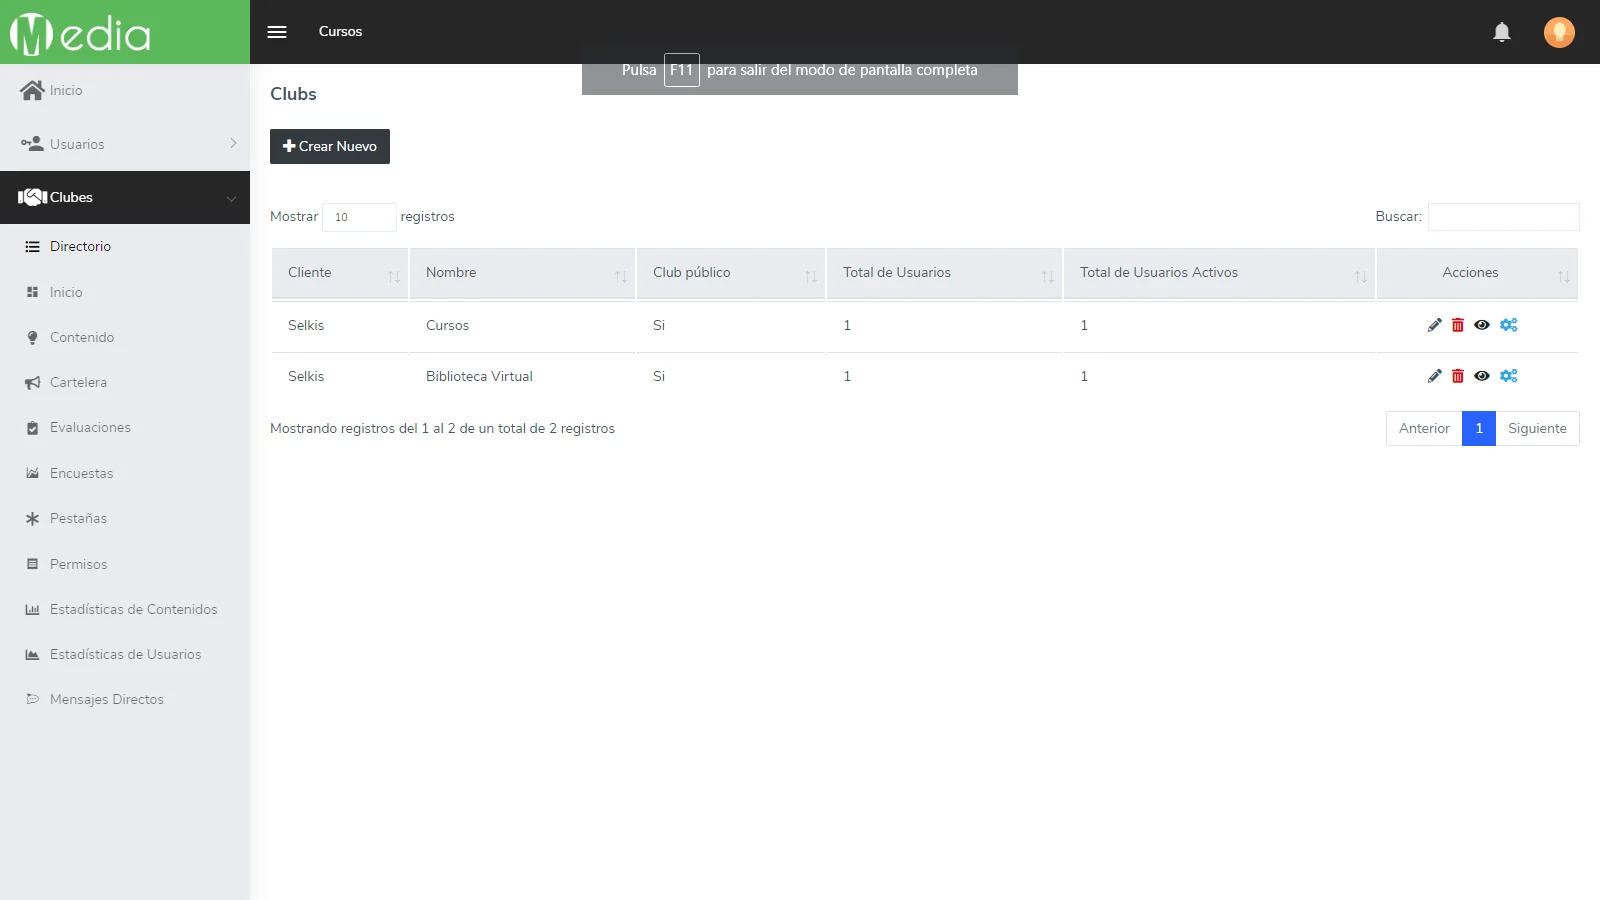 Media
Cursos
Pulsa F11 para salir del modo de pantalla completa
Inicio
Usuarios
Clubes
Directorio
Inicio
Contenido
Cartelera
Evaluaciones
Encuestas
Pestañas
Permisos
Estadísticas de Contenidos
Estadísticas de Usuarios
Mensajes Directos
Clubs
Crear Nuevo
Mostrar 10 registros
Buscar:
Cliente Nombre Club público Total de Usuarios Total de Usuarios Activos Acciones
Selkis Cursos Si 1 1
Selkis Biblioteca Virtual Si 1 1
Mostrando registros del 1 al 2 de un total de 2 registros
Anterior 1 Siguiente